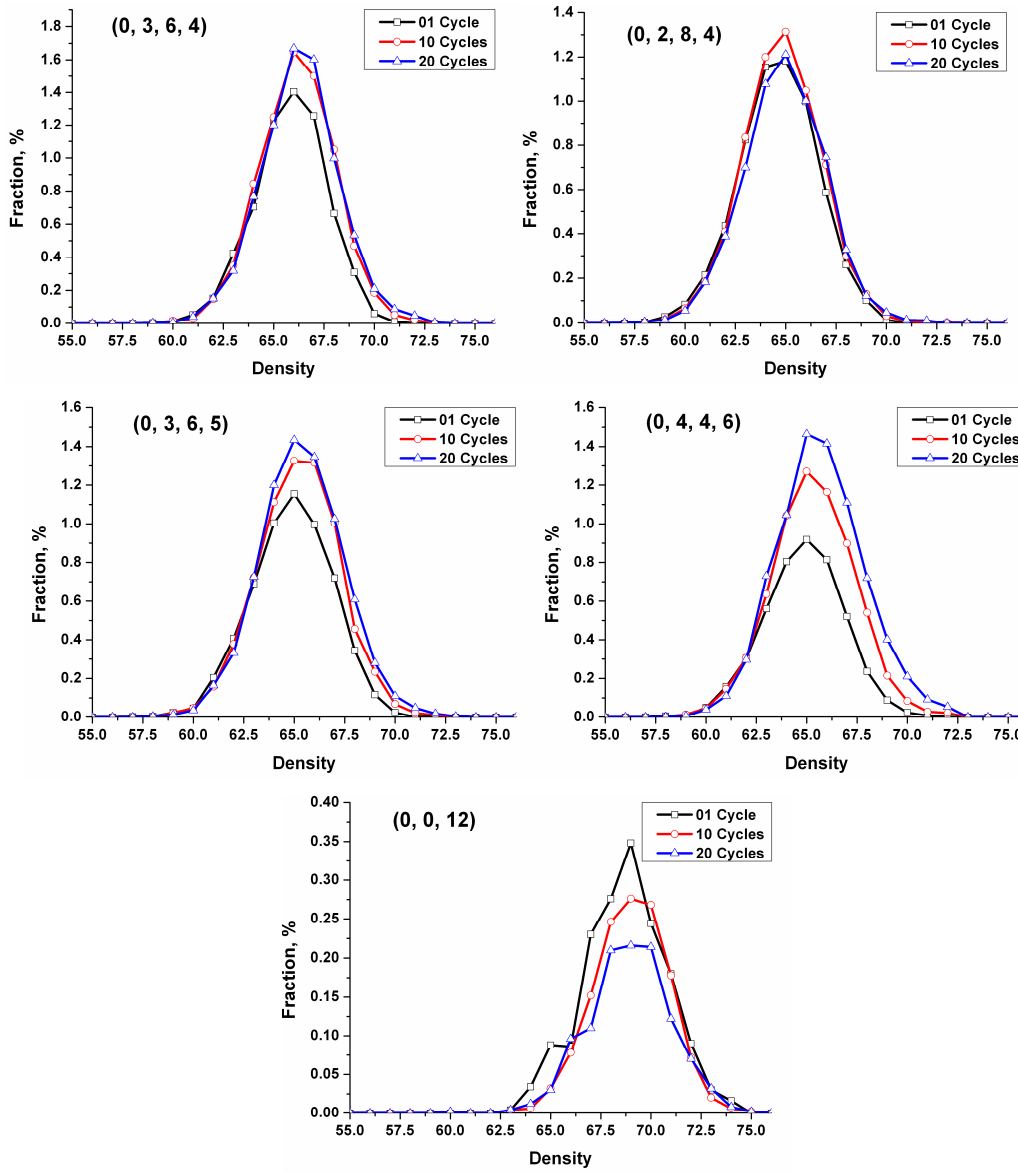 (0, 3, 6, 4)
01 Cycle
10 Cycles
20 Cycles
Fraction, %
1.8
1.6
1.4
1.2
1.0
0.8
0.6
0.4
0.2
0.0
55.0 57.5 60.0 62.5 65.0 67.5 70.0 72.5 75.0
Density
(0, 2, 8, 4)
01 Cycle
10 Cycles
20 Cycles
Fraction, %
1.4
1.2
1.0
0.8
0.6
0.4
0.2
0.0
55.0 57.5 60.0 62.5 65.0 67.5 70.0 72.5 75.0
Density
(0, 3, 6, 5)
01 Cycle
10 Cycles
20 Cycles
Fraction, %
1.6
1.4
1.2
1.0
0.8
0.6
0.4
0.2
0.0
55.0 57.5 60.0 62.5 65.0 67.5 70.0 72.5 75.0
Density
(0, 4, 4, 6)
01 Cycle
10 Cycles
20 Cycles
Fraction, %
1.6
1.4
1.2
1.0
0.8
0.6
0.4
0.2
0.0
55.0 57.5 60.0 62.5 65.0 67.5 70.0 72.5 75.0
Density
(0, 0, 12)
01 Cycle
10 Cycles
20 Cycles
Fraction, %
0.40
0.35
0.30
0.25
0.20
0.15
0.10
0.05
0.00
55.0 57.5 60.0 62.5 65.0 67.5 70.0 72.5 75.0
Density